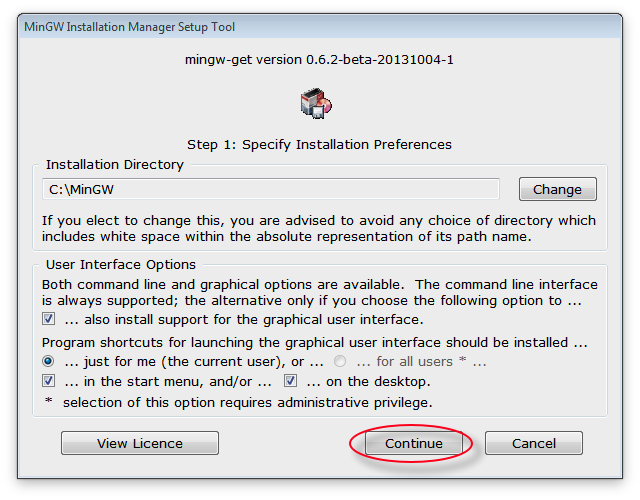 MinGW Installation Manager Setup Tool
mingw-get version 0.6.2-beta-20131004-1
Step 1: Specify Installation Preferences
Installation Directory
C:\MinGW
Change
If you elect to change this, you are advised to avoid any choice of directory which
includes white space within the absolute representation of its path name.
User Interface Options
Both command line and graphical options are available. The command line interface
is always supported; the alternative only if you choose the following option to ...
... also install support for the graphical user interface.
Program shortcuts for launching the graphical user interface should be installed ...
... just for me (the current user), or ... ... for all users * ...
... in the start menu, and/or ... ... on the desktop.
* selection of this option requires administrative privilege.
View Licence Continue Cancel